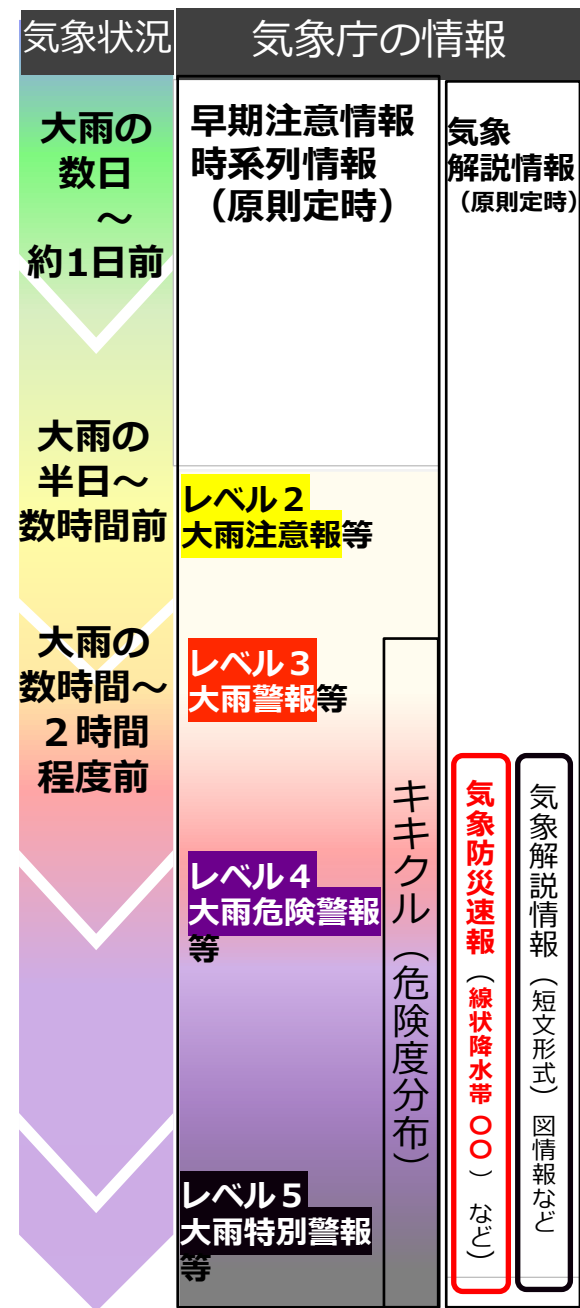 気象状況
気象庁の情報
大雨の
数日
～
約1日前
早期注意情報
時系列情報
（原則定時）
気象
解説情報
（原則定時）
大雨の
半日～
数時間前
レベル２
大雨注意報等
大雨の
数時間～
２時間
程度前
レベル３
大雨警報等
レベル４
大雨危険警報
等
レベル５
大雨特別警報
等
キキクル（危険度分布）
気象防災速報（線状降水帯〇〇）など）
気象解説情報（短文形式）図情報など